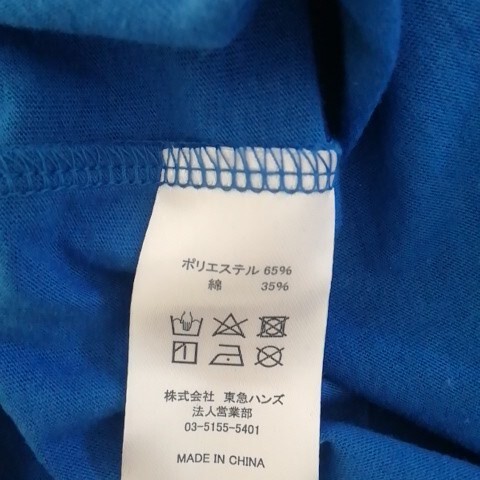 ポリエステル 65%
綿 35%
株式会社 東急ハンズ
法人営業部
03-5155-5401
MADE IN CHINA